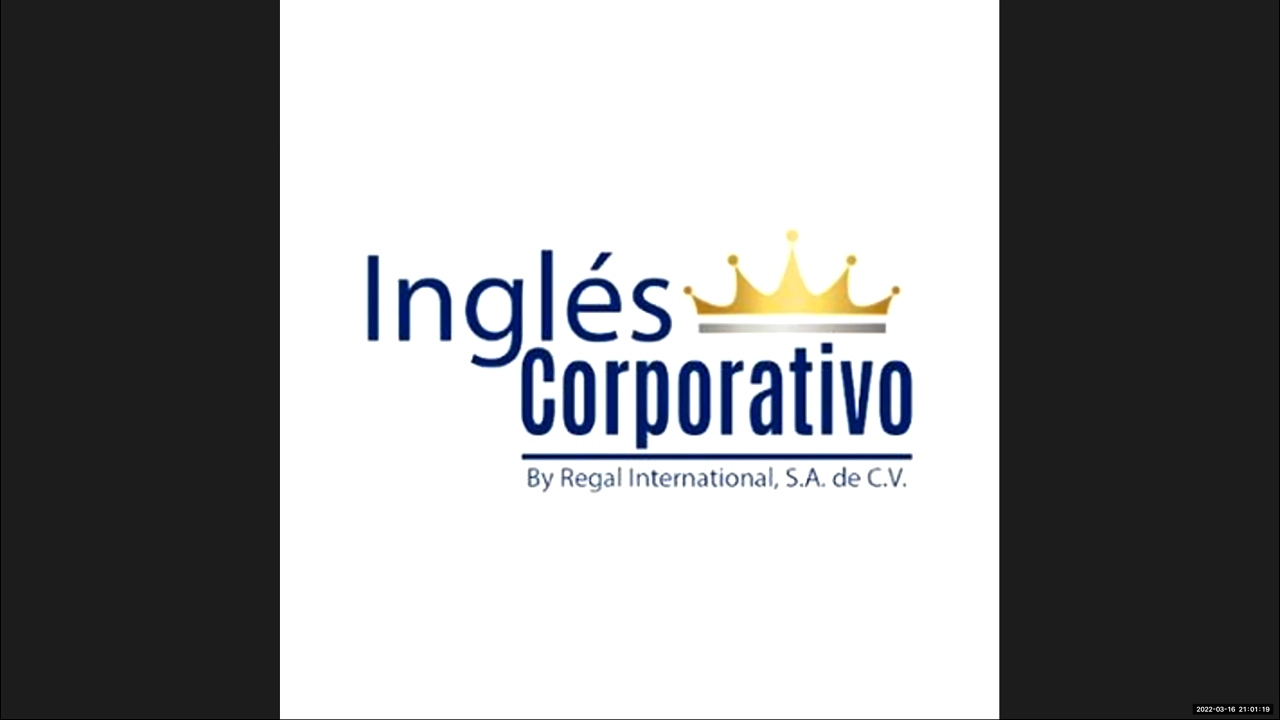 Inglés
Corporativo
By Regal International, S.A. de C.V.
2022-03-16 21:01:19